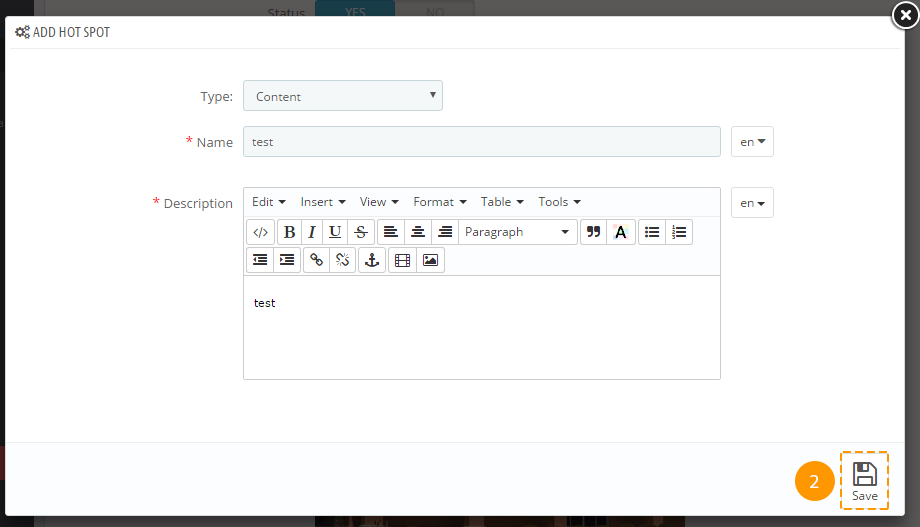 Status YES NO
ADD HOT SPOT
Type: Content
* Name test en
* Description Edit Insert View Format Table Tools en
</> B I U S Paragraph A
test
2 Save